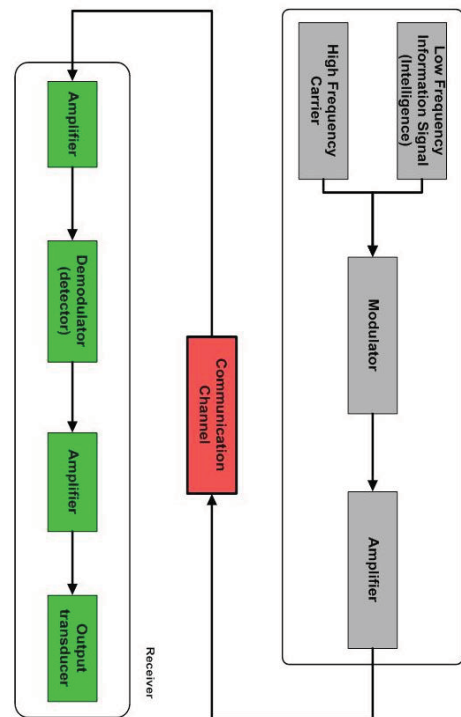 Low Frequency
Information Signal
(Intelligence)
High Frequency
Carrier
Modulator
Amplifier
Communication
Channel
Amplifier
Demodulator
(detector)
Amplifier
Output
transducer
Receiver